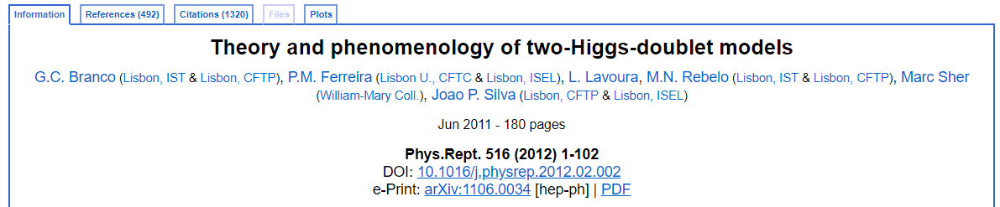 Information References (492) Citations (1320) Files Plots
Theory and phenomenology of two-Higgs-doublet models
G.C. Branco (Lisbon, IST & Lisbon, CFTP), P.M. Ferreira (Lisbon U., CFTC & Lisbon, ISEL), L. Lavoura, M.N. Rebelo (Lisbon, IST & Lisbon, CFTP), Marc Sher
(William-Mary Coll.), Joao P. Silva (Lisbon, CFTP & Lisbon, ISEL)
Jun 2011 - 180 pages
Phys.Rept. 516 (2012) 1-102
DOI: 10.1016/j.physrep.2012.02.002
e-Print: arXiv:1106.0034 [hep-ph] | PDF